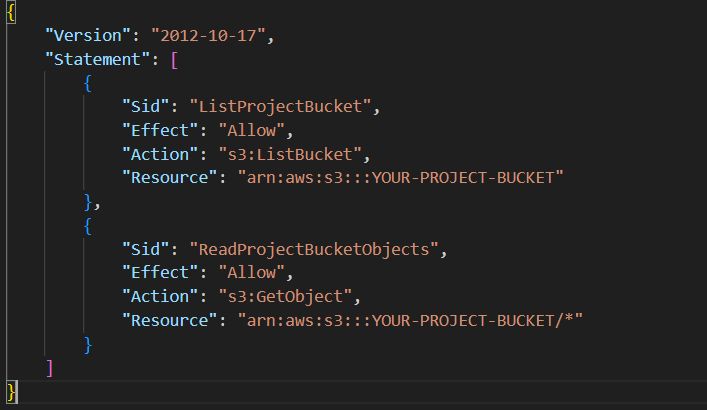 {
    "Version": "2012-10-17",
    "Statement": [
        {
            "Sid": "ListProjectBucket",
            "Effect": "Allow",
            "Action": "s3:ListBucket",
            "Resource": "arn:aws:s3:::YOUR-PROJECT-BUCKET"
        },
        {
            "Sid": "ReadProjectBucketObjects",
            "Effect": "Allow",
            "Action": "s3:GetObject",
            "Resource": "arn:aws:s3:::YOUR-PROJECT-BUCKET/*"
        }
    ]
}